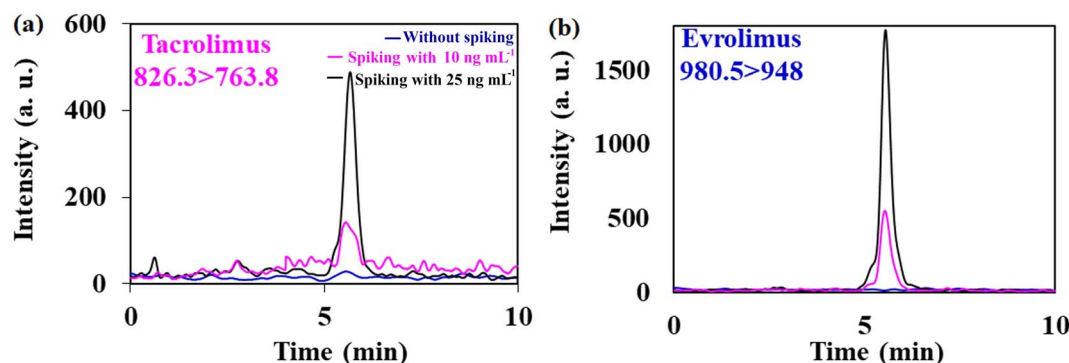 (a)
600
400
200
0
Intensity (a. u.)
Tacrolimus
826.3>763.8
Without spiking
Spiking with 10 ng mL-1
Spiking with 25 ng mL-1
0
5
10
Time (min)
(b)
1500
1000
500
0
Intensity (a. u.)
Evrolimus
980.5>948
0
5
10
Time (min)